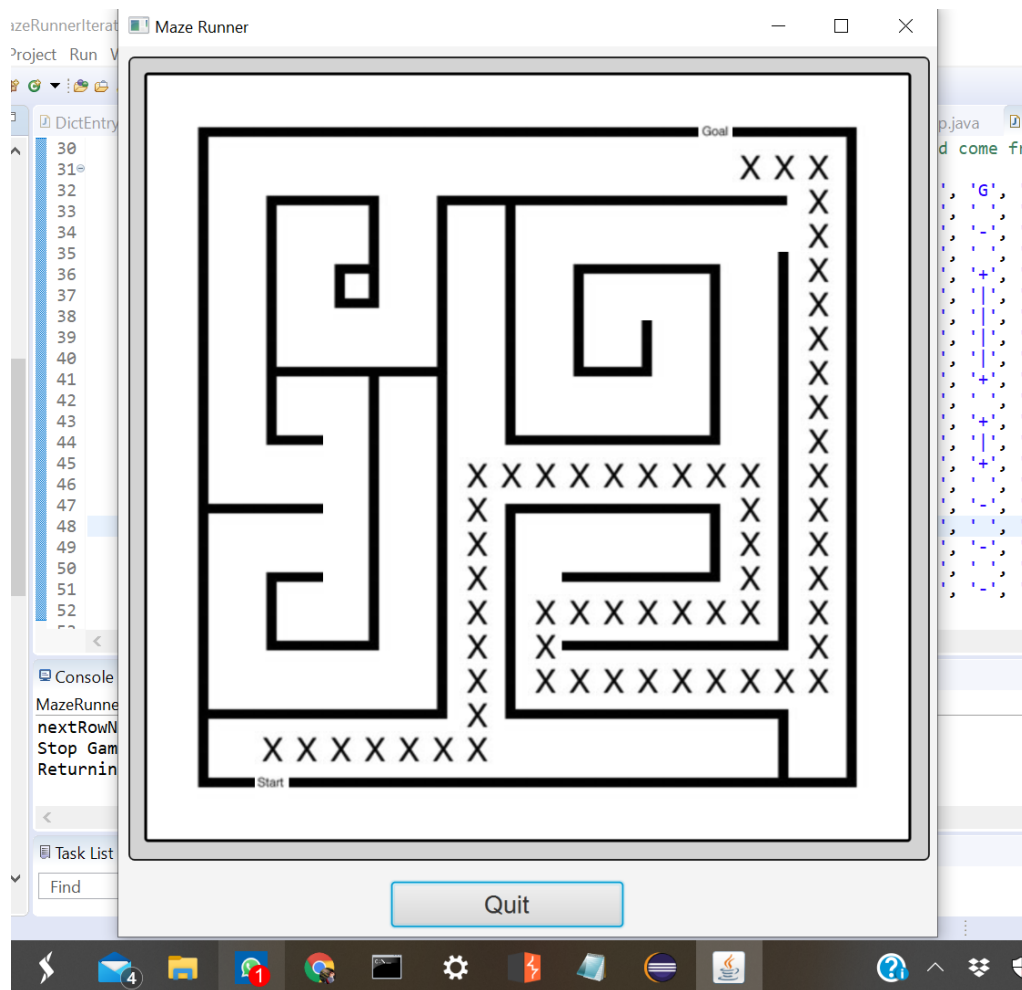 azeRunnerIterat
Maze Runner
Project Run
DictEntry
p.java
30
31
32
33
34
35
36
37
38
39
40
41
42
43
44
45
46
47
48
49
50
51
52
d come fr
', 'G',
', ' ',
', '-',
', ' ',
', '+',
', '|',
', '|',
', '|',
', '|',
', '+',
', ' ',
', '+',
', '|',
', '+',
', ' ',
', '-',
', ' ',
', '-',
', ' ',
', '-',
Goal
X X X
X
X
X
X
X
X
X
X
X X X X X X X X X X
X X X
X X X
X X X
X X X X X X X X X
X X X
X X X X X X X X X X
X
X X X X X X X
Start
Console
MazeRunne
nextRowN
Stop Gam
Returnin
Task List
Find
Quit
4
1